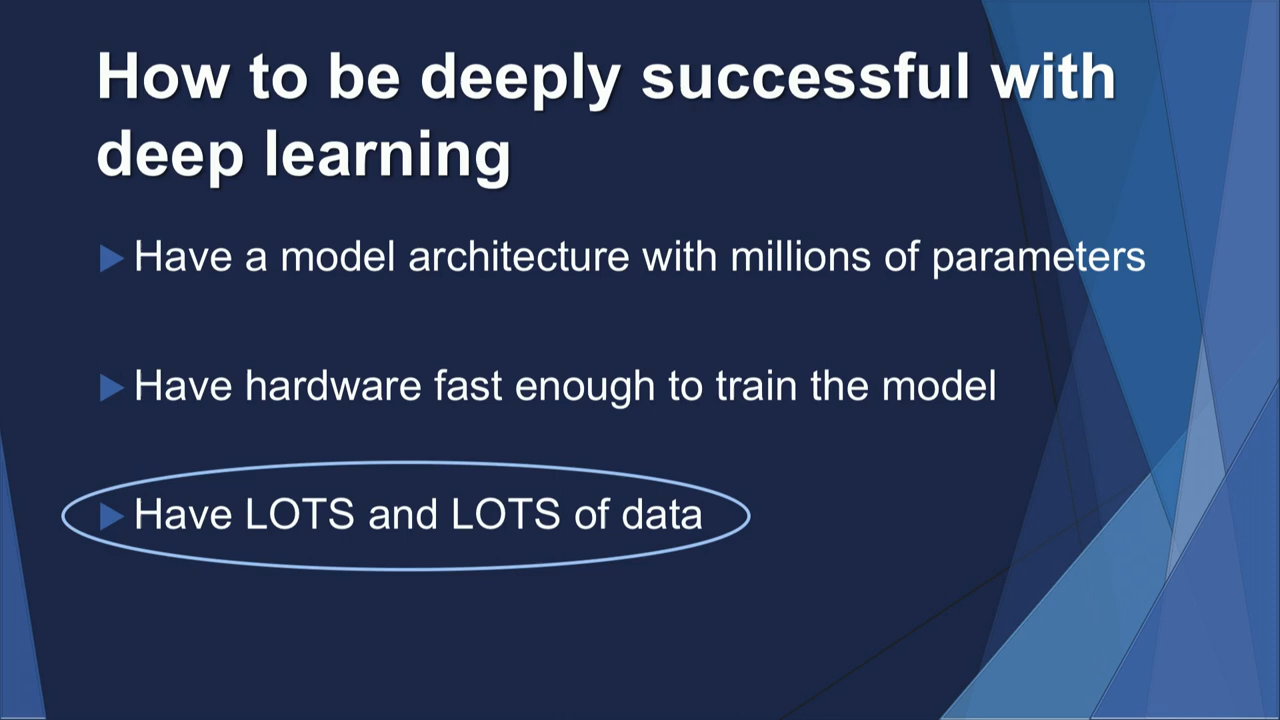 How to be deeply successful with
deep learning
Have a model architecture with millions of parameters
Have hardware fast enough to train the model
Have LOTS and LOTS of data